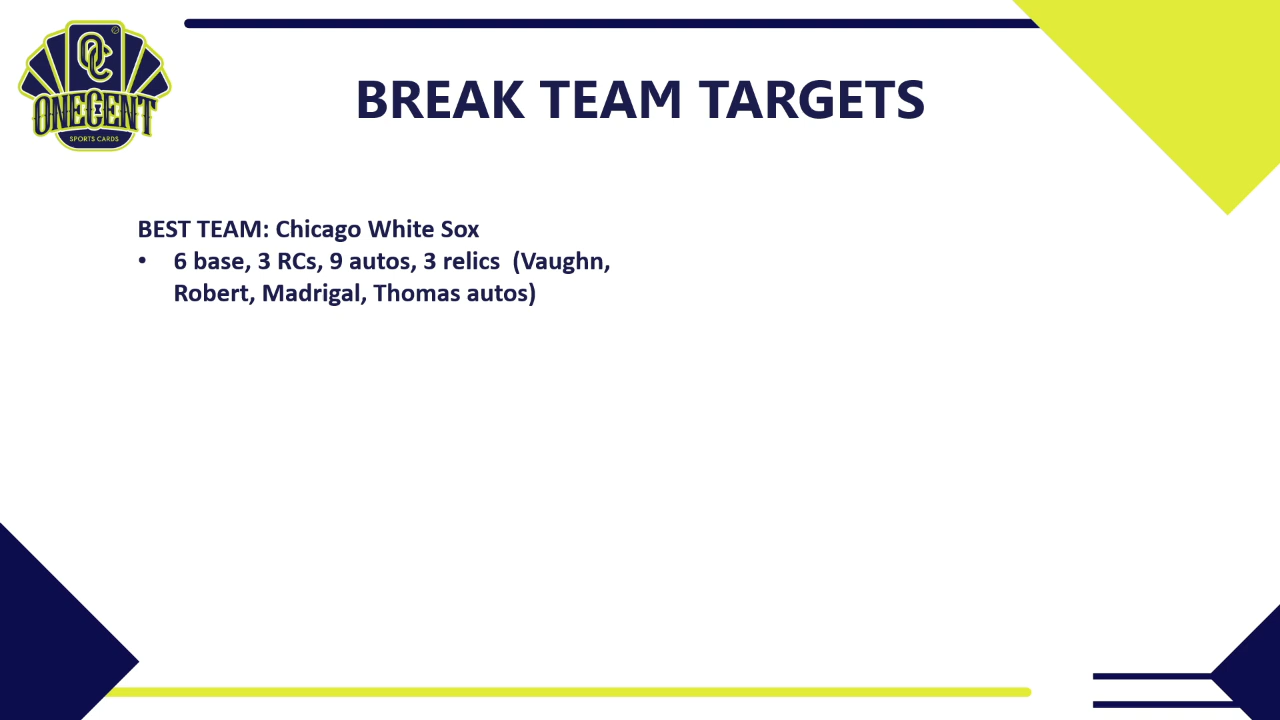 OC
ONECENT
SPORTS CARDS
BREAK TEAM TARGETS
BEST TEAM: Chicago White Sox
• 6 base, 3 RCs, 9 autos, 3 relics (Vaughn,
Robert, Madrigal, Thomas autos)